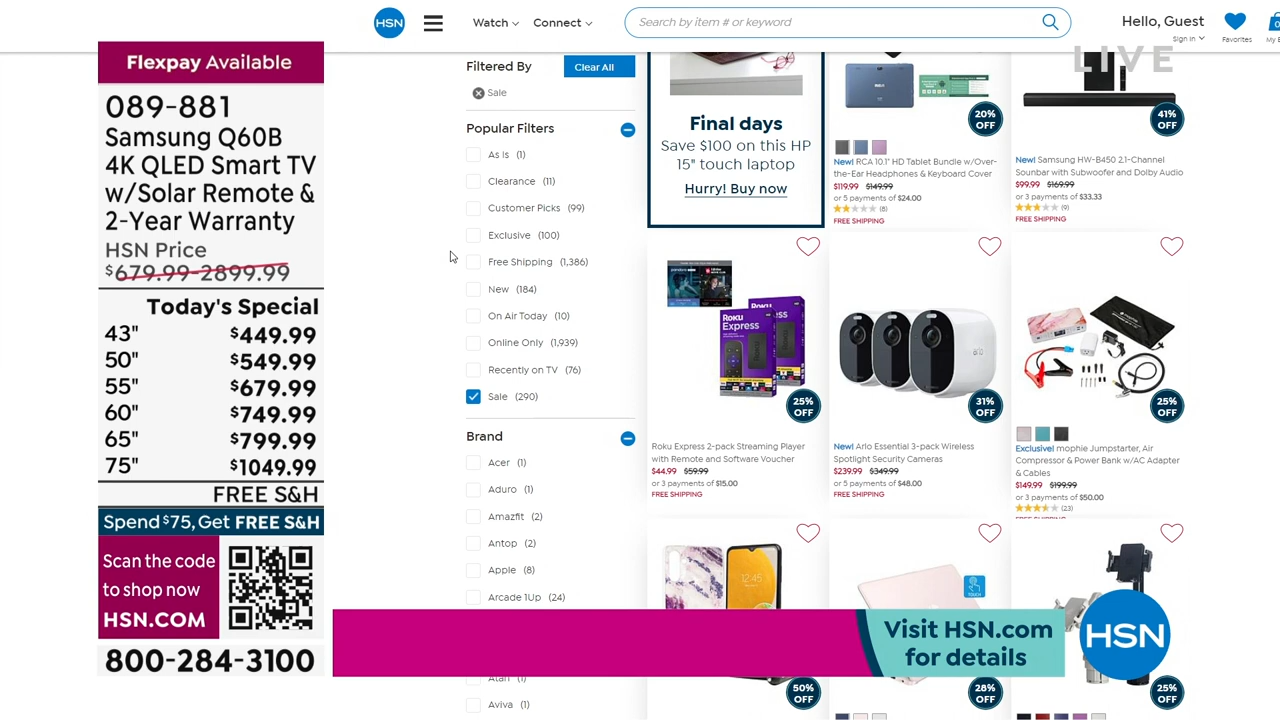 HSN
Watch
Connect
Search by item # or keyword
Hello, Guest
Sign In
Favorites
LIVE
Flexpay Available
089-881
Samsung Q60B
4K QLED Smart TV
w/Solar Remote &
2-Year Warranty
HSN Price
$679.99-2899.99
Today's Special
43" $449.99
50" $549.99
55" $679.99
60" $749.99
65" $799.99
75" $1049.99
FREE S&H
Spend $75, Get FREE S&H
Scan the code
to shop now
HSN.COM
800-284-3100
Filtered By
Clear All
Sale
Popular Filters
As Is (1)
Clearance (11)
Customer Picks (99)
Exclusive (100)
Free Shipping (1,386)
New (184)
On Air Today (10)
Online Only (1,939)
Recently on TV (76)
Sale (290)
Brand
Acer (1)
Aduro (1)
Amazfit (2)
Antop (2)
Apple (8)
Arcade 1Up (24)
Aviva (1)
Final days
Save $100 on this HP
15" touch laptop
Hurry! Buy now
20% OFF
New! RCA 10.1" HD Tablet Bundle w/Over-
the-Ear Headphones & Keyboard Cover
$119.99 $149.99
or 5 payments of $24.00
(8)
FREE SHIPPING
41% OFF
New! Samsung HW-B450 2.1-Channel
Sounbar with Subwoofer and Dolby Audio
$99.99 $169.99
or 3 payments of $33.33
(9)
FREE SHIPPING
Roku
Express
25% OFF
Roku Express 2-pack Streaming Player
with Remote and Software Voucher
$44.99 $59.99
or 3 payments of $15.00
FREE SHIPPING
arlo
31% OFF
New! Arlo Essential 3-pack Wireless
Spotlight Security Cameras
$239.99 $349.99
or 5 payments of $48.00
FREE SHIPPING
25% OFF
Exclusive! mophie Jumpstarter, Air
Compressor & Power Bank w/AC Adapter
& Cables
$149.99 $199.99
or 3 payments of $50.00
(23)
FREE SHIPPING
12:45
TOUCH
50% OFF
28% OFF
25% OFF
Visit HSN.com
for details
HSN